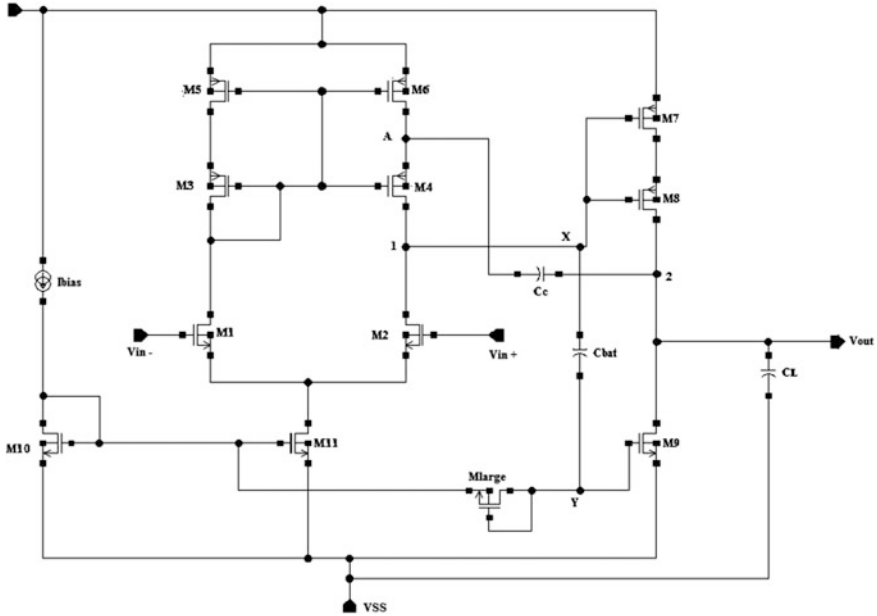 M5
M6
M7
A
M3
M4
M8
1
X
2
Ibias
Cc
M1
M2
Vin -
Vin +
Cbat
Vout
CL
M10
M11
M9
Mlarge
Y
VSS